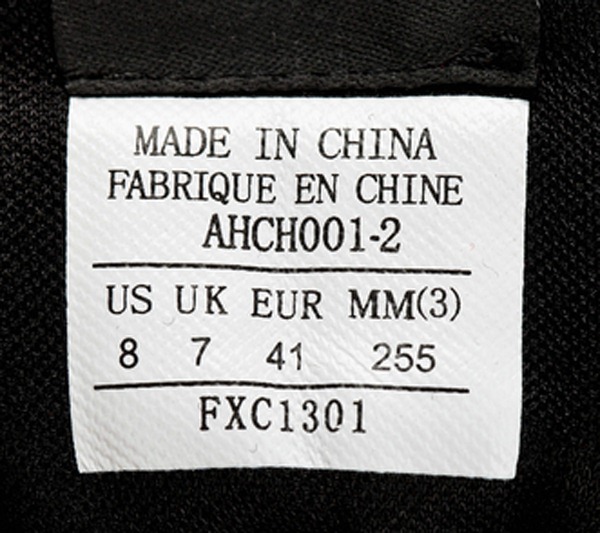 MADE IN CHINA
FABRIQUE EN CHINE
AHCH001-2
US UK EUR MM(3)
8 7 41 255
FXC1301